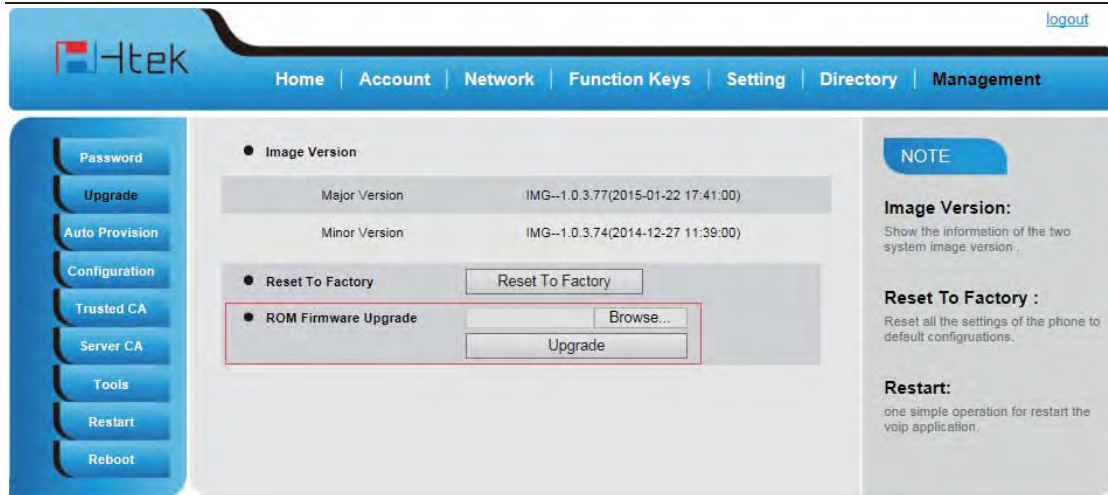 logout
Htek
Home | Account | Network | Function Keys | Setting | Directory | Management
Password
Upgrade
Auto Provision
Configuration
Trusted CA
Server CA
Tools
Restart
Reboot
Image Version
Major Version IMG--1.0.3.77(2015-01-22 17:41:00)
Minor Version IMG--1.0.3.74(2014-12-27 11:39:00)
Reset To Factory Reset To Factory
ROM Firmware Upgrade Browse...
Upgrade
NOTE
Image Version:
Show the information of the two
system image version .
Reset To Factory :
Reset all the settings of the phone to
default configruations.
Restart:
one simple operation for restart the
voip application.